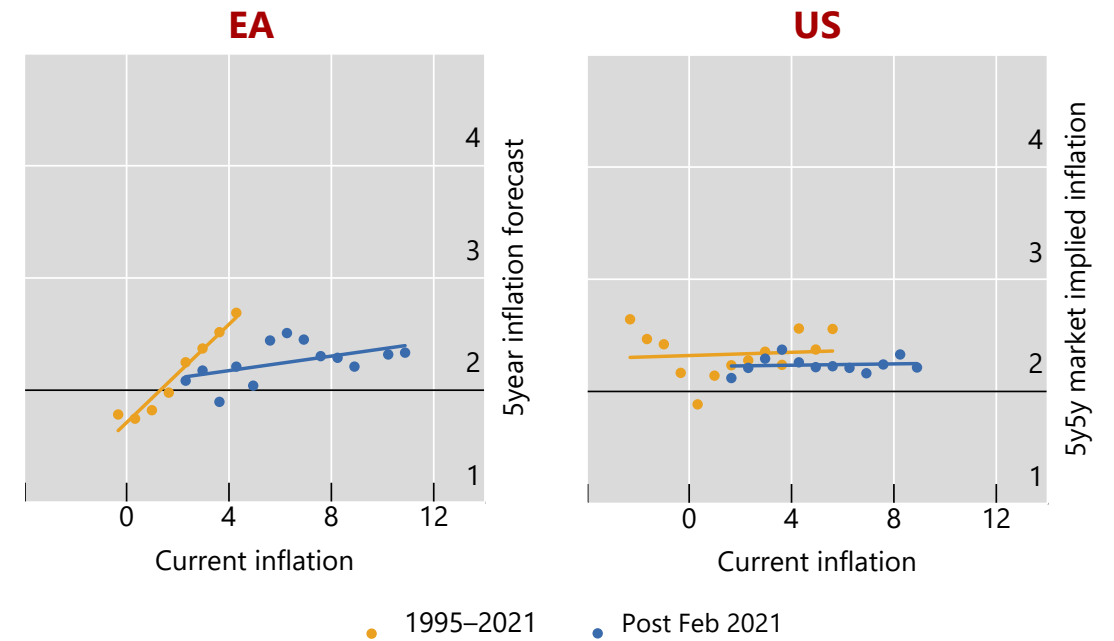 EA
4
3
2
1
5year inflation forecast
0 4 8 12
Current inflation
US
4
3
2
1
5y5y market implied inflation
0 4 8 12
Current inflation
1995–2021 Post Feb 2021